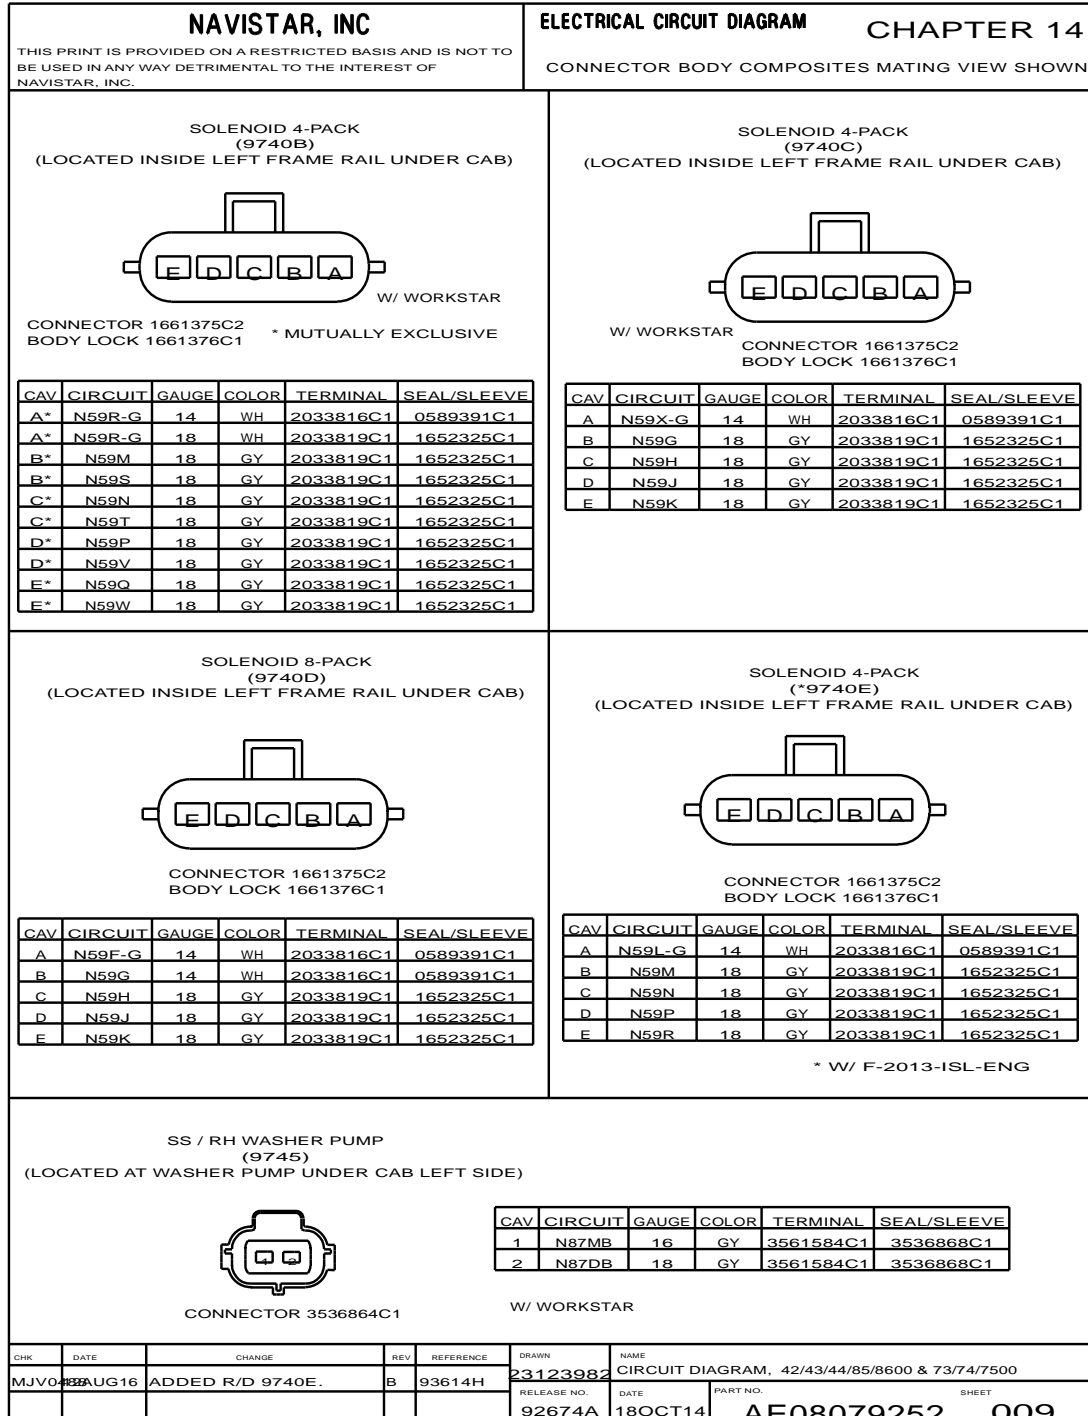 NAVISTAR, INC
THIS PRINT IS PROVIDED ON A RESTRICTED BASIS AND IS NOT TO
BE USED IN ANY WAY DETRIMENTAL TO THE INTEREST OF
NAVISTAR, INC.
ELECTRICAL CIRCUIT DIAGRAM
CHAPTER 14
CONNECTOR BODY COMPOSITES MATING VIEW SHOWN
SOLENOID 4-PACK
(9740B)
(LOCATED INSIDE LEFT FRAME RAIL UNDER CAB)
E D C B A
W/ WORKSTAR
CONNECTOR 1661375C2
BODY LOCK 1661376C1
* MUTUALLY EXCLUSIVE
CAV CIRCUIT GAUGE COLOR TERMINAL SEAL/SLEEVE
A* N59R-G 14 WH 2033816C1 0589391C1
A* N59R-G 18 WH 2033819C1 1652325C1
B* N59M 18 GY 2033819C1 1652325C1
B* N59S 18 GY 2033819C1 1652325C1
C* N59N 18 GY 2033819C1 1652325C1
C* N59T 18 GY 2033819C1 1652325C1
D* N59P 18 GY 2033819C1 1652325C1
D* N59V 18 GY 2033819C1 1652325C1
E* N59Q 18 GY 2033819C1 1652325C1
E* N59W 18 GY 2033819C1 1652325C1
SOLENOID 4-PACK
(9740C)
(LOCATED INSIDE LEFT FRAME RAIL UNDER CAB)
E D C B A
W/ WORKSTAR
CONNECTOR 1661375C2
BODY LOCK 1661376C1
CAV CIRCUIT GAUGE COLOR TERMINAL SEAL/SLEEVE
A N59X-G 14 WH 2033816C1 0589391C1
B N59G 18 GY 2033819C1 1652325C1
C N59H 18 GY 2033819C1 1652325C1
D N59J 18 GY 2033819C1 1652325C1
E N59K 18 GY 2033819C1 1652325C1
SOLENOID 8-PACK
(9740D)
(LOCATED INSIDE LEFT FRAME RAIL UNDER CAB)
E D C B A
CONNECTOR 1661375C2
BODY LOCK 1661376C1
CAV CIRCUIT GAUGE COLOR TERMINAL SEAL/SLEEVE
A N59F-G 14 WH 2033816C1 0589391C1
B N59G 14 WH 2033816C1 0589391C1
C N59H 18 GY 2033819C1 1652325C1
D N59J 18 GY 2033819C1 1652325C1
E N59K 18 GY 2033819C1 1652325C1
SOLENOID 4-PACK
(*9740E)
(LOCATED INSIDE LEFT FRAME RAIL UNDER CAB)
E D C B A
CONNECTOR 1661375C2
BODY LOCK 1661376C1
CAV CIRCUIT GAUGE COLOR TERMINAL SEAL/SLEEVE
A N59L-G 14 WH 2033816C1 0589391C1
B N59M 18 GY 2033819C1 1652325C1
C N59N 18 GY 2033819C1 1652325C1
D N59P 18 GY 2033819C1 1652325C1
E N59R 18 GY 2033819C1 1652325C1
* W/ F-2013-ISL-ENG
SS / RH WASHER PUMP
(9745)
(LOCATED AT WASHER PUMP UNDER CAB LEFT SIDE)
1 2
CONNECTOR 3536864C1
CAV CIRCUIT GAUGE COLOR TERMINAL SEAL/SLEEVE
1 N87MB 16 GY 3561584C1 3536868C1
2 N87DB 18 GY 3561584C1 3536868C1
W/ WORKSTAR
CHK DATE CHANGE REV REFERENCE
ADDED R/D 9740E. B 93614H
DRAWN
23123982
NAME
CIRCUIT DIAGRAM, 42/43/44/85/8600 & 73/74/7500
RELEASE NO. DATE PART NO. SHEET
92674A 18OCT14 AE08079252 009